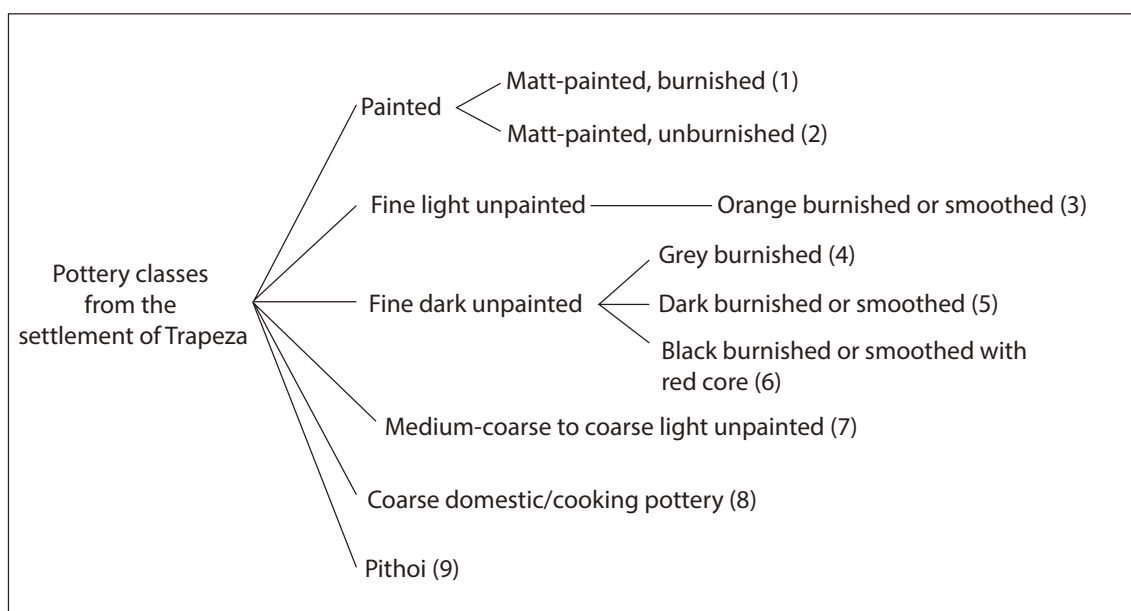 Pottery classes
from the
settlement of Trapeza
Painted
Matt-painted, burnished (1)
Matt-painted, unburnished (2)
Fine light unpainted
Orange burnished or smoothed (3)
Fine dark unpainted
Grey burnished (4)
Dark burnished or smoothed (5)
Black burnished or smoothed with
red core (6)
Medium-coarse to coarse light unpainted (7)
Coarse domestic/cooking pottery (8)
Pithoi (9)